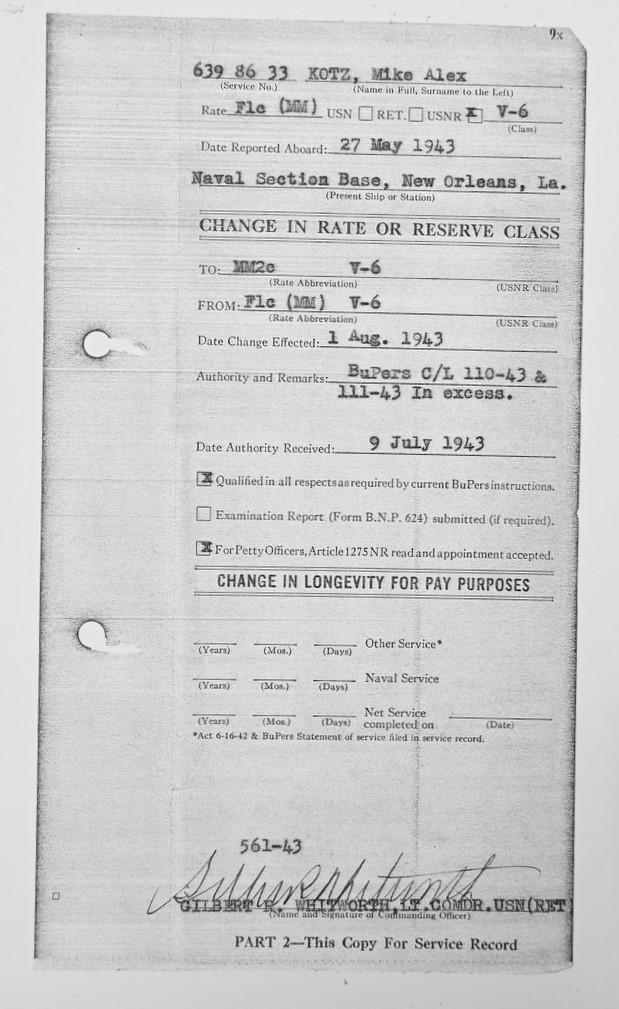 9x
639 86 33 KOTZ, Mike Alex
(Service No.) (Name in Full, Surname to the Left)
Rate F1c (MM) USN RET. USNR X V-6
(Class)
Date Reported Aboard: 27 May 1943
Naval Section Base, New Orleans, La.
(Present Ship or Station)
CHANGE IN RATE OR RESERVE CLASS
TO: MM2c V-6
(Rate Abbreviation) (USNR Class)
FROM: F1c (MM) V-6
(Rate Abbreviation) (USNR Class)
Date Change Effected: 1 Aug. 1943
Authority and Remarks: BuPers C/L 110-43 &
111-43 In excess.
Date Authority Received: 9 July 1943
X Qualified in all respects as required by current BuPers instructions.
Examination Report (Form B.N.P. 624) submitted (if required).
X For Petty Officers, Article 1275 NR read and appointment accepted.
CHANGE IN LONGEVITY FOR PAY PURPOSES
Other Service*
(Years) (Mos.) (Days)
Naval Service
(Years) (Mos.) (Days)
Net Service
(Years) (Mos.) (Days) completed on (Date)
*Act 6-16-42 & BuPers Statement of service filed in service record.
561-43
GILBERT R. WHITWORTH, LT. COMDR. USN(RET
(Name and Signature of Commanding Officer)
PART 2—This Copy For Service Record